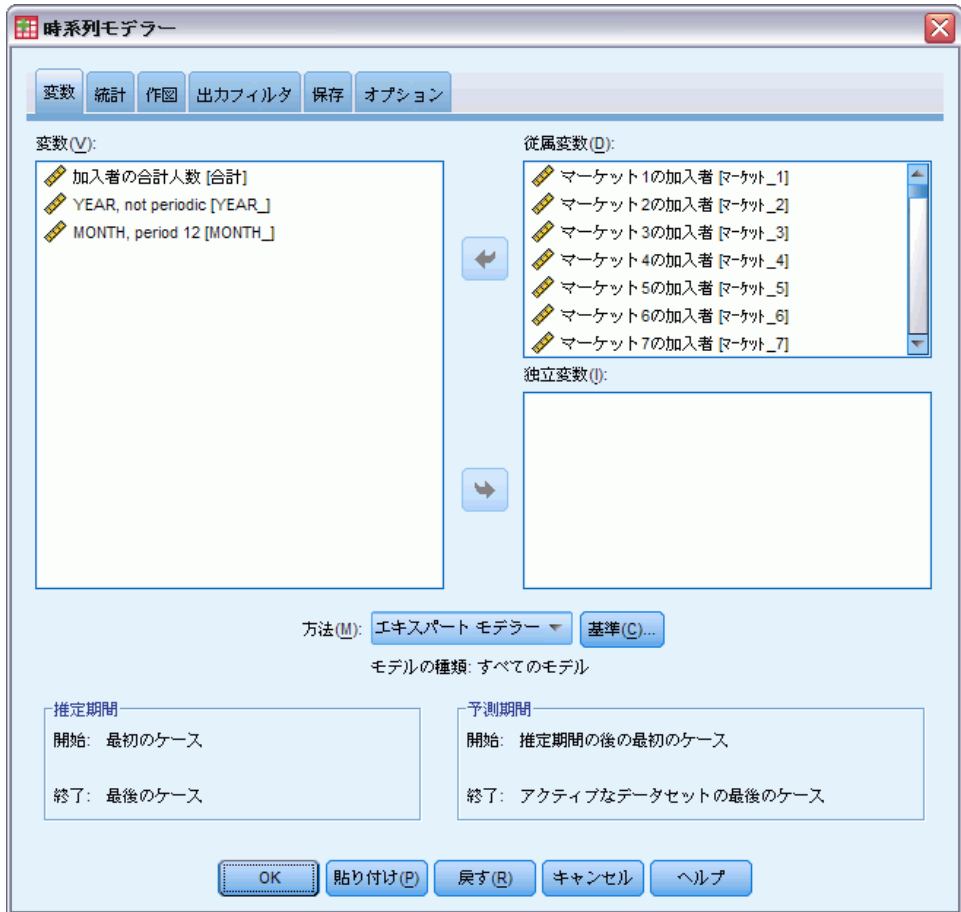 時系列モデラー
変数 統計 作図 出力フィルタ 保存 オプション
変数(V):
加入者の合計人数 [合計]
YEAR, not periodic [YEAR_]
MONTH, period 12 [MONTH_]
従属変数(D):
マーケット1の加入者 [マーケット_1]
マーケット2の加入者 [マーケット_2]
マーケット3の加入者 [マーケット_3]
マーケット4の加入者 [マーケット_4]
マーケット5の加入者 [マーケット_5]
マーケット6の加入者 [マーケット_6]
マーケット7の加入者 [マーケット_7]
独立変数(I):
方法(M): エキスパート モデラー 基準(C)...
モデルの種類: すべてのモデル
推定期間
開始: 最初のケース
終了: 最後のケース
予測期間
開始: 推定期間の後の最初のケース
終了: アクティブなデータセットの最後のケース
OK 貼り付け(P) 戻す(R) キャンセル ヘルプ